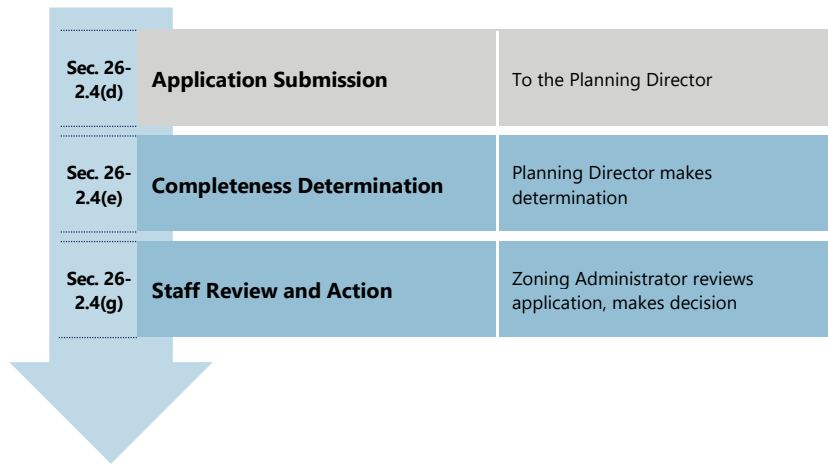 Sec. 26-
2.4(d)
Application Submission
To the Planning Director
Sec. 26-
2.4(e)
Completeness Determination
Planning Director makes
determination
Sec. 26-
2.4(g)
Staff Review and Action
Zoning Administrator reviews
application, makes decision